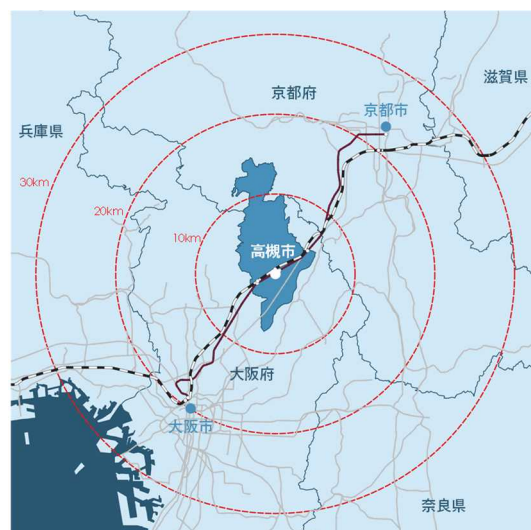 滋賀県
京都府
京都市
兵庫県
30km
20km
10km
高槻市
大阪府
大阪市
奈良県